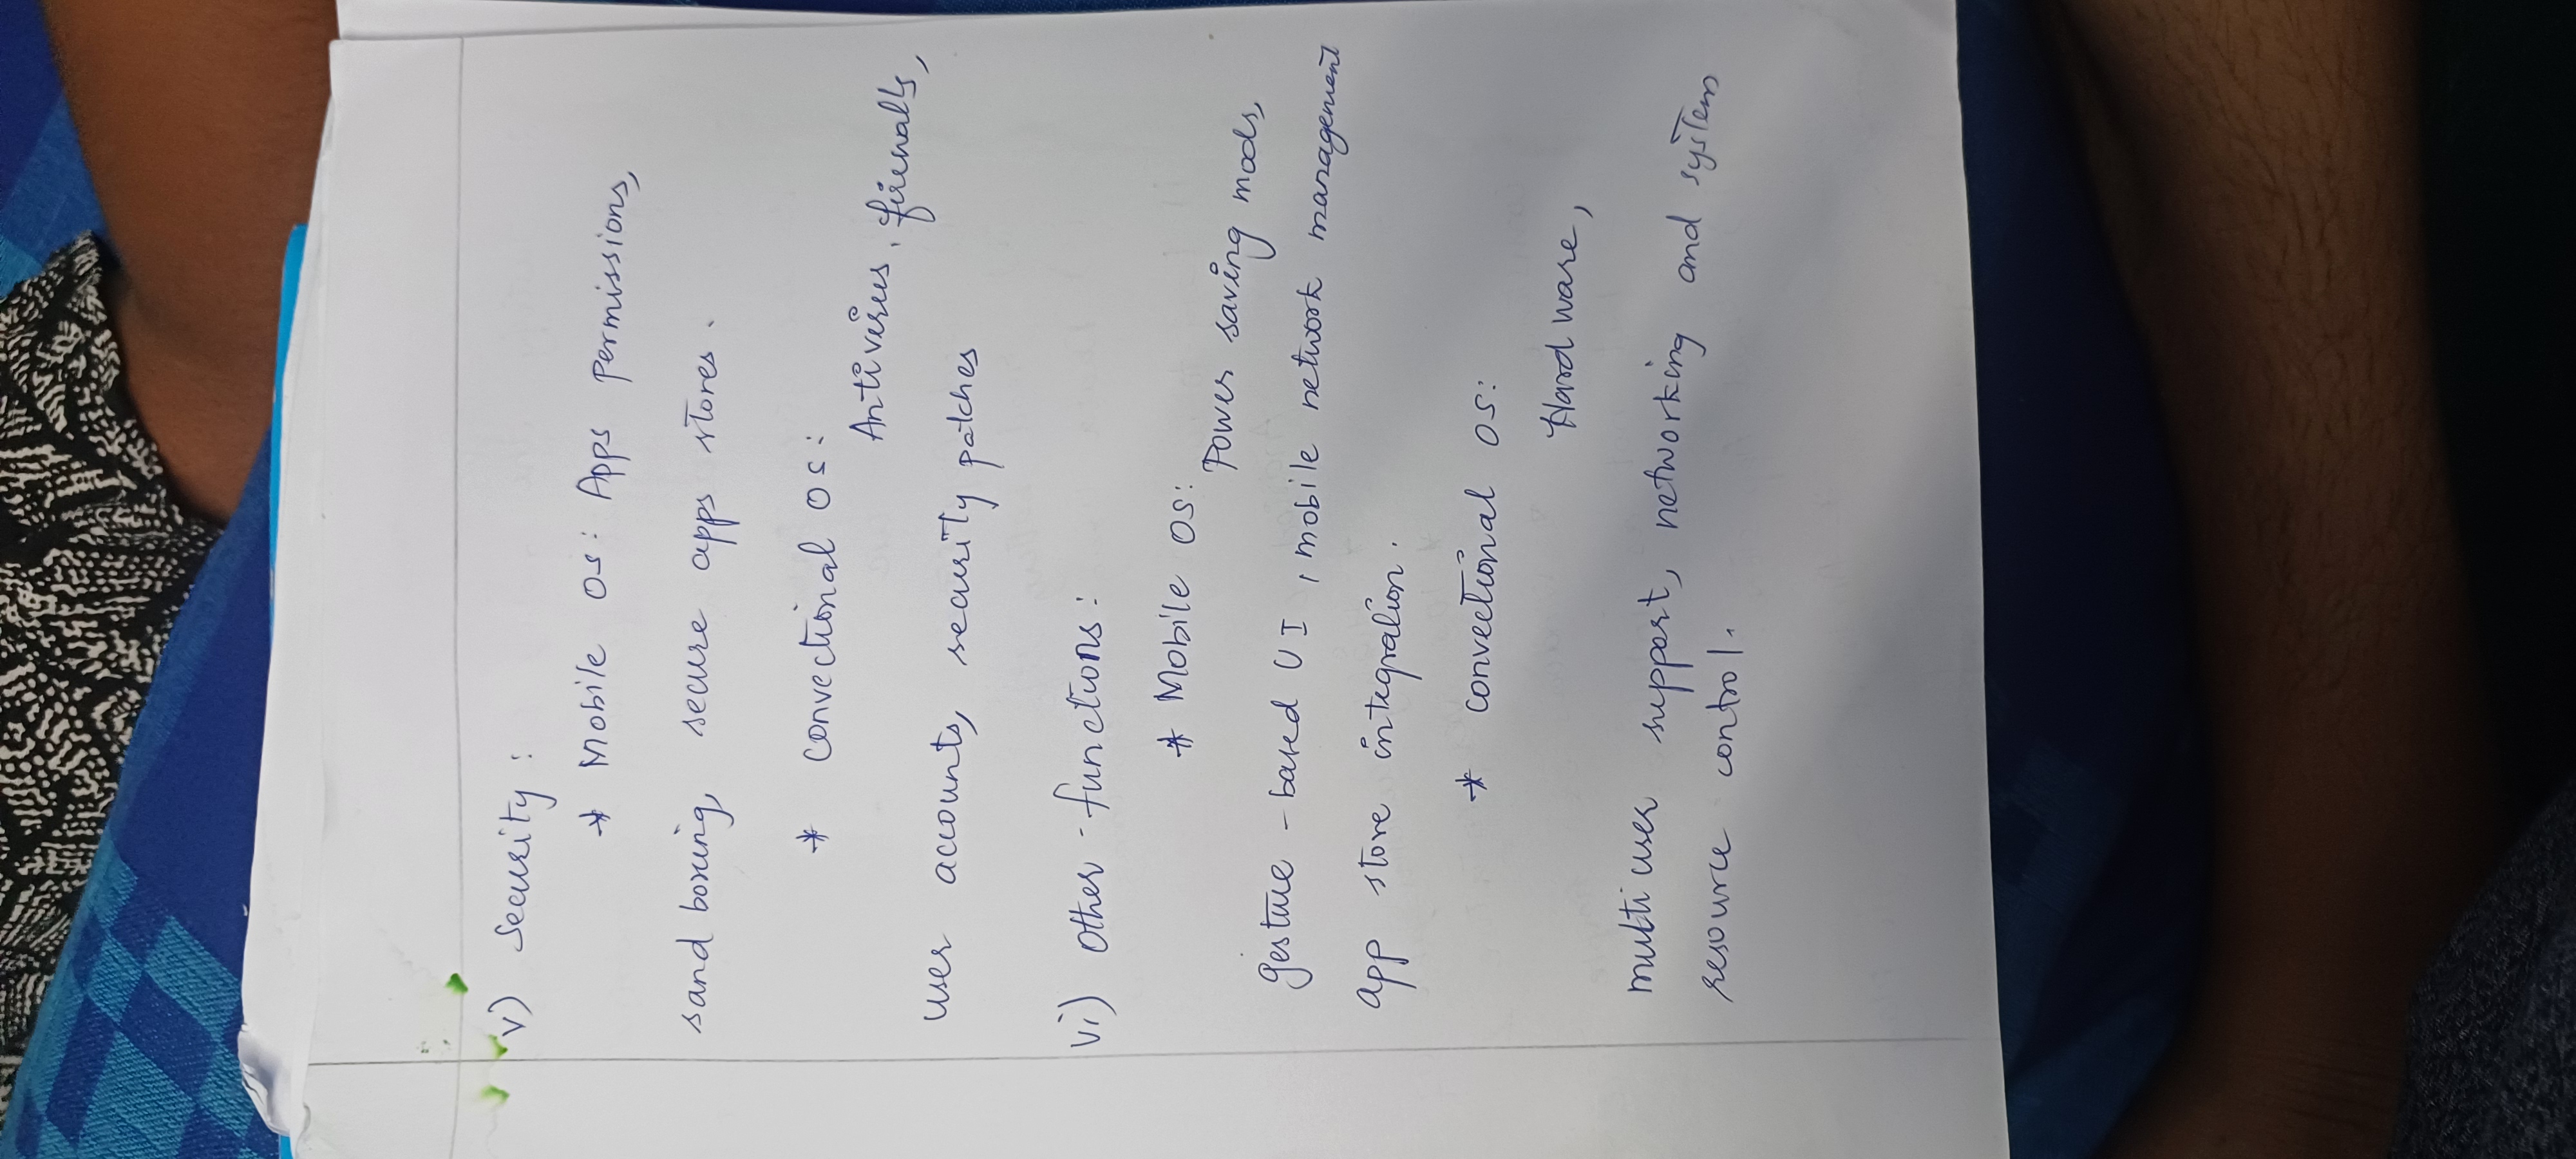 v) Security :
* Mobile OS: Apps permissions,
sand boxing, secure apps stores.
* convectional OS:
Antivirus, firewalls,
user accounts, security patches
vi) Other functions:
* Mobile OS:
Power saving mods,
gesture-based UI, mobile network management
app store integration.
* convectional OS:
Hard ware,
multi user support, networking and system
resource control.